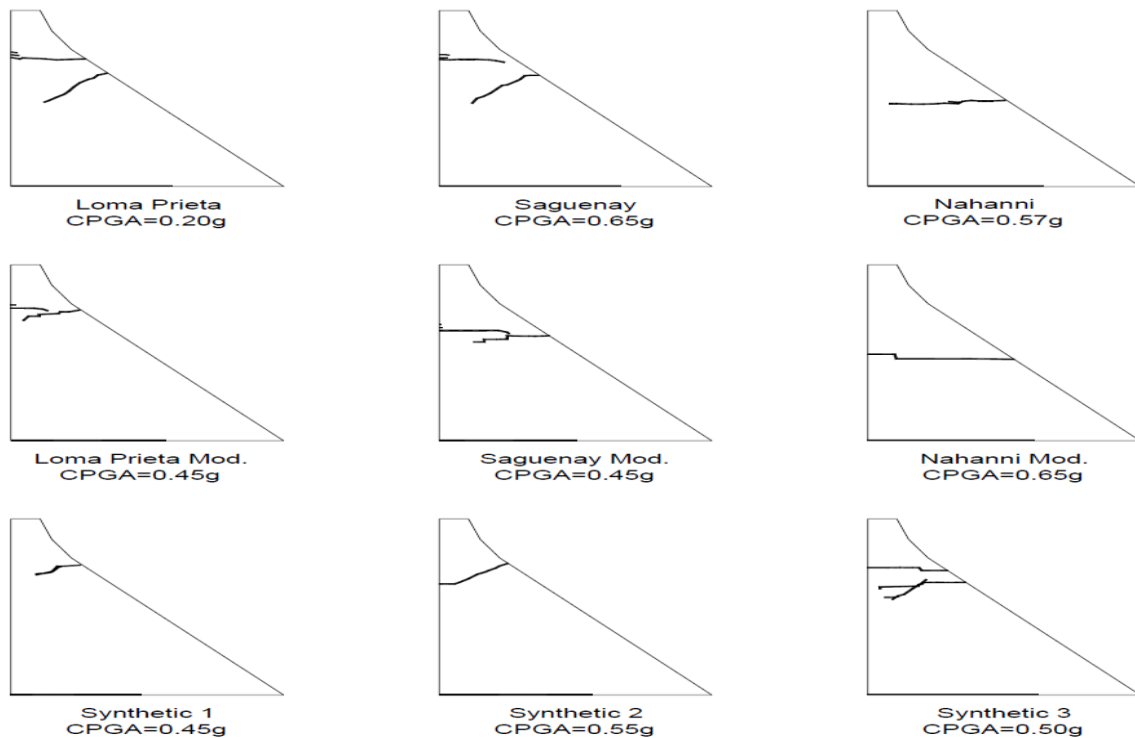 Loma Prieta
CPGA=0.20g
Saguenay
CPGA=0.65g
Nahanni
CPGA=0.57g
Loma Prieta Mod.
CPGA=0.45g
Saguenay Mod.
CPGA=0.45g
Nahanni Mod.
CPGA=0.65g
Synthetic 1
CPGA=0.45g
Synthetic 2
CPGA=0.55g
Synthetic 3
CPGA=0.50g